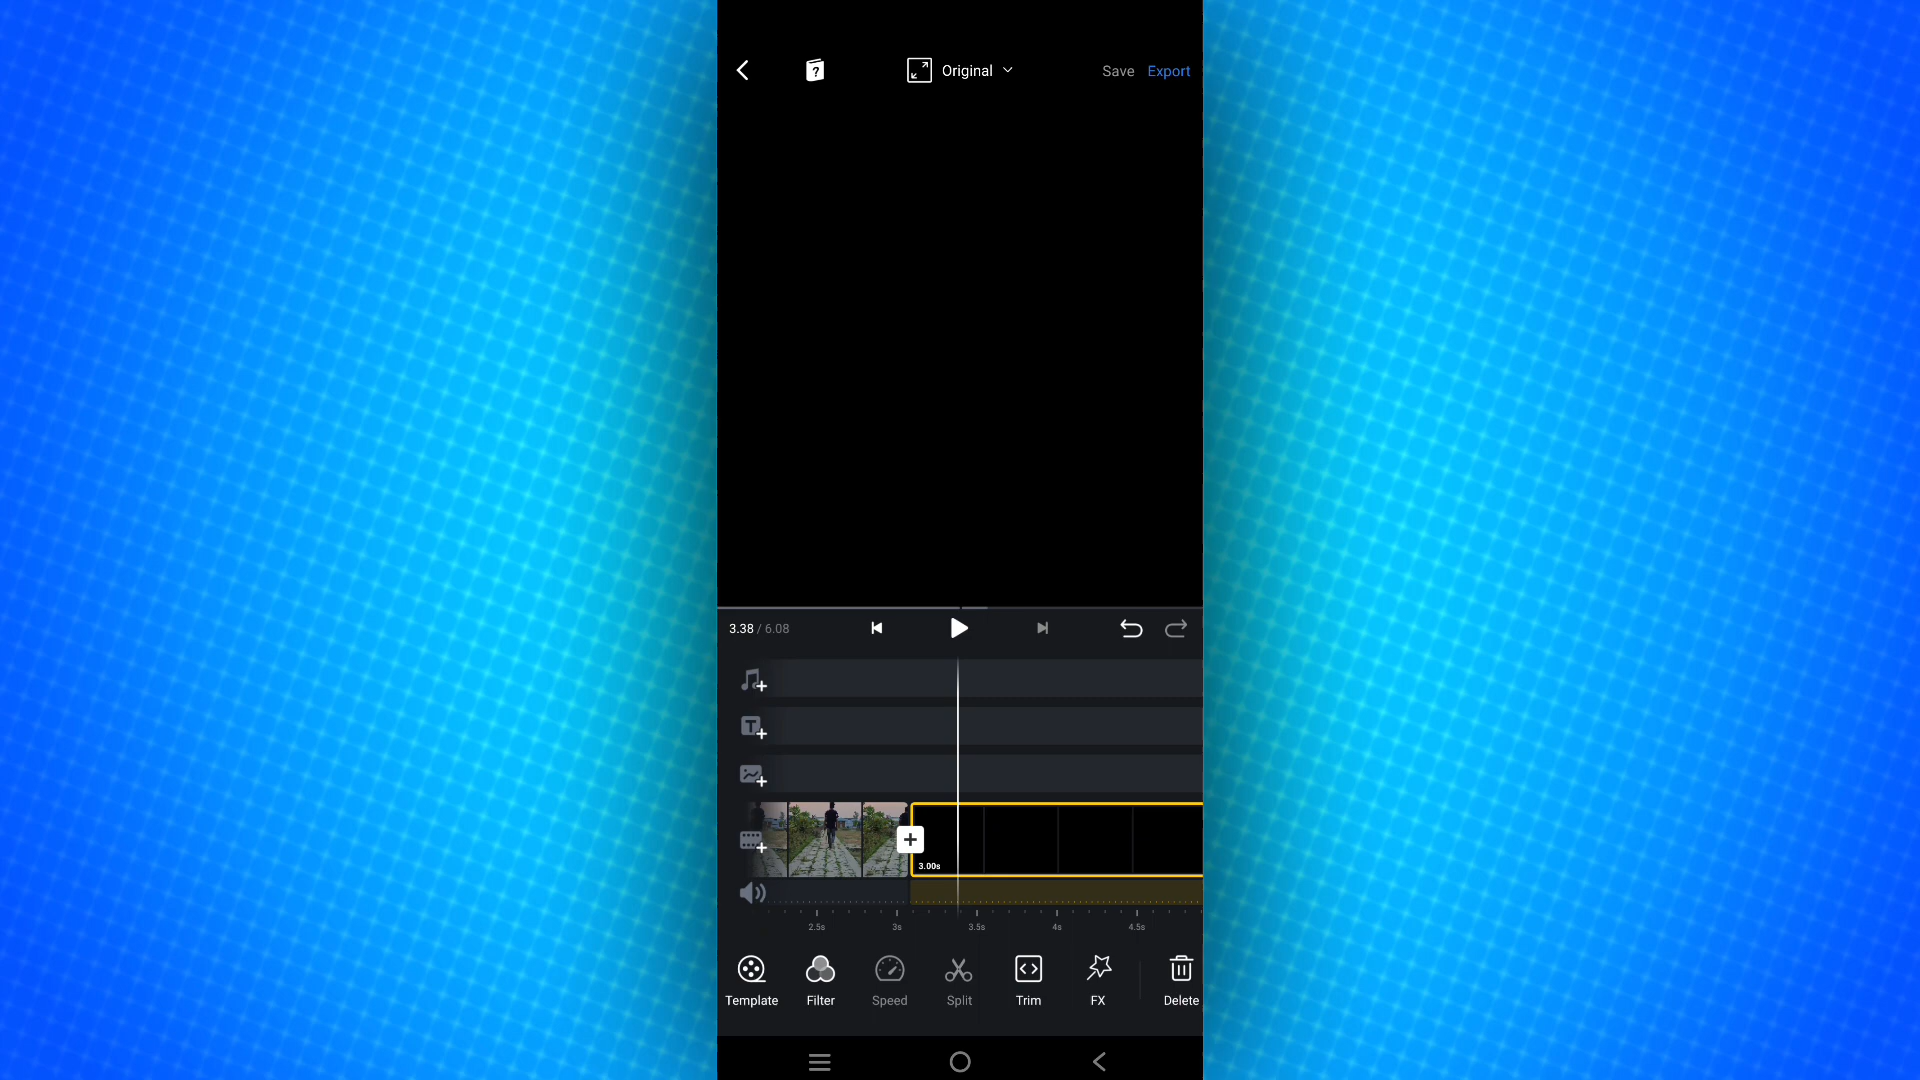 Original
Save
Export
3.38 / 6.08
3.00s
2.5s
3s
3.5s
4s
4.5s
Template
Filter
Speed
Split
Trim
FX
Delete